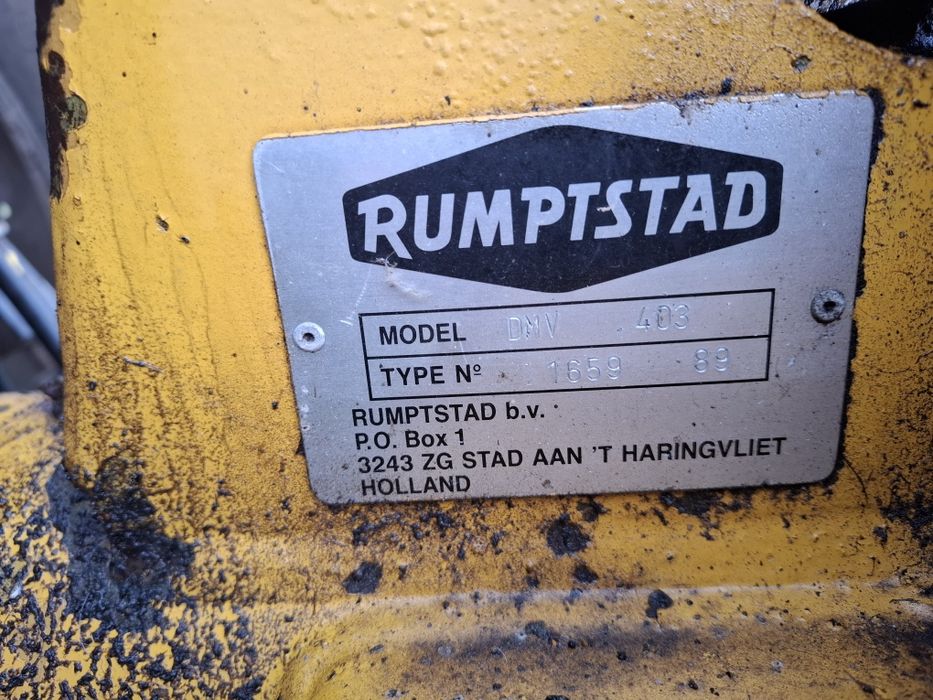 RUMPTSTAD
MODEL DMV 403
TYPE Nº 1659 89
RUMPTSTAD b.v.
P.O. Box 1
3243 ZG STAD AAN 'T HARINGVLIET
HOLLAND